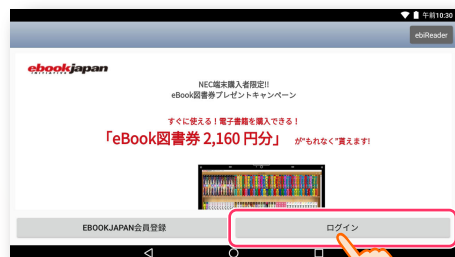 午前10:30
ebiReader
ebookjapan
INITIATIVE
NEC端末購入者限定!!
eBook図書券プレゼントキャンペーン
すぐに使える！電子書籍を購入できる！
「eBook図書券 2,160 円分」 が"もれなく"貰えます!
EBOOKJAPAN会員登録
ログイン